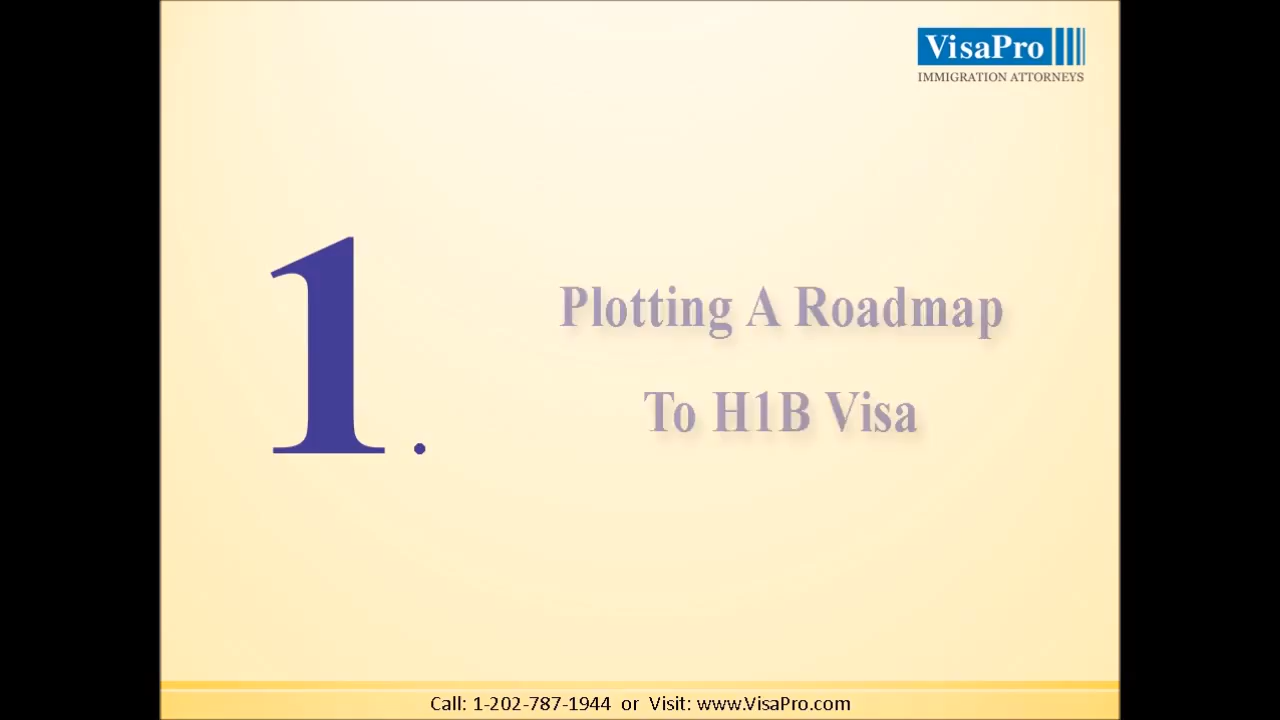 VisaPro
IMMIGRATION ATTORNEYS
1.
Plotting A Roadmap
To H1B Visa
Call: 1-202-787-1944 or Visit: www.VisaPro.com